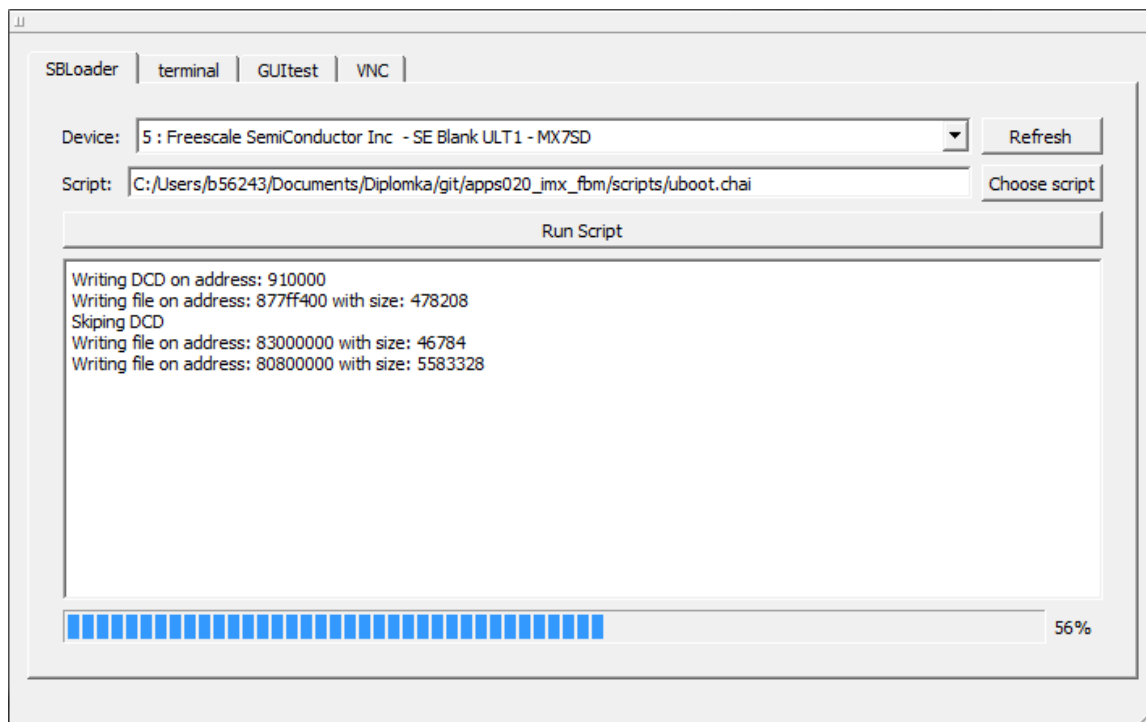 SBLoader terminal GUItest VNC
Device: 5 : Freescale SemiConductor Inc - SE Blank ULT1 - MX7SD Refresh
Script: C:/Users/b56243/Documents/Diplomka/git/apps020_imx_fbm/scripts/uboot.chai Choose script
Run Script
Writing DCD on address: 910000
Writing file on address: 877ff400 with size: 478208
Skiping DCD
Writing file on address: 83000000 with size: 46784
Writing file on address: 80800000 with size: 5583328
56%